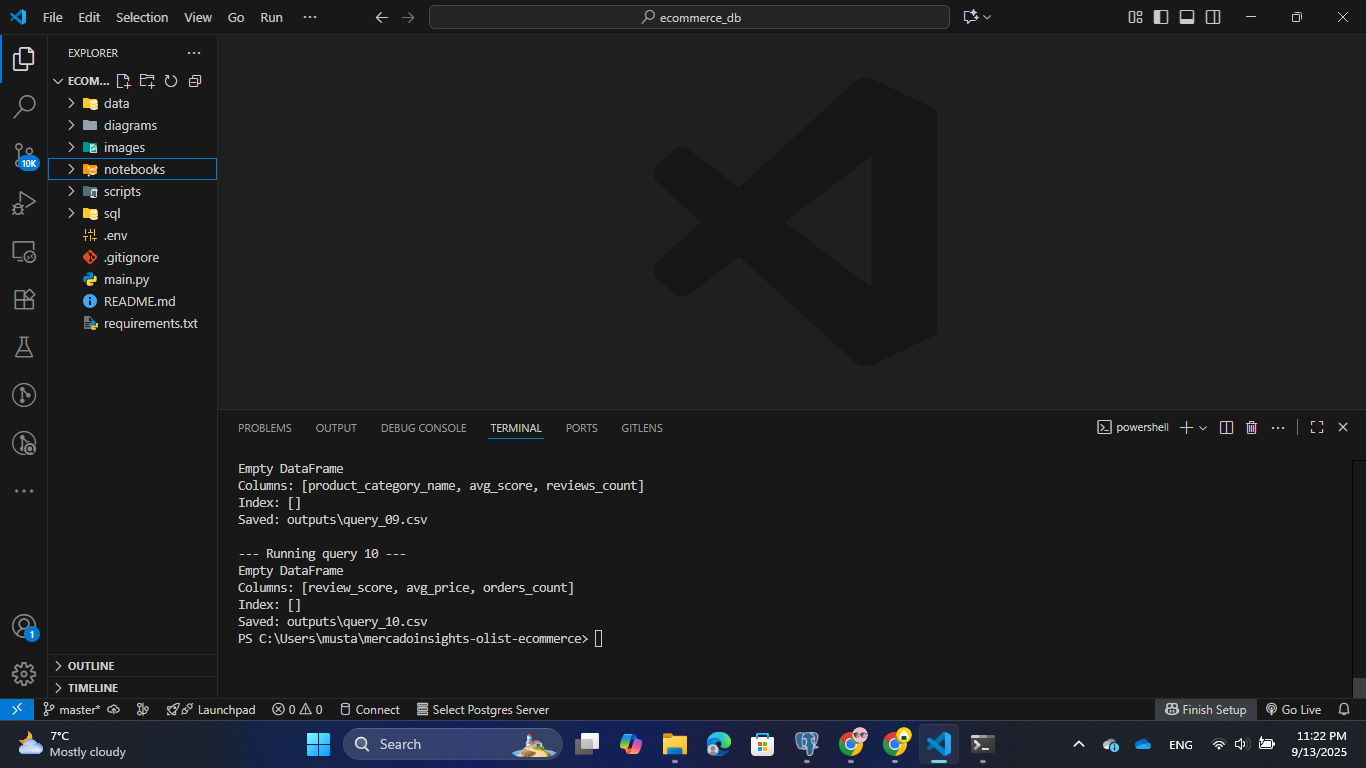 File Edit Selection View Go Run ···
ecommerce_db
EXPLORER
ECOM...
data
diagrams
images
notebooks
scripts
sql
.env
.gitignore
main.py
README.md
requirements.txt
10K
1
OUTLINE
TIMELINE
PROBLEMS OUTPUT DEBUG CONSOLE TERMINAL PORTS GITLENS
powershell
Empty DataFrame
Columns: [product_category_name, avg_score, reviews_count]
Index: []
Saved: outputs\query_09.csv
--- Running query 10 ---
Empty DataFrame
Columns: [review_score, avg_price, orders_count]
Index: []
Saved: outputs\query_10.csv
PS C:\Users\musta\mercadoinsights-olist-ecommerce>
master* Launchpad 0 0 Connect Select Postgres Server Finish Setup Go Live
7°C
Mostly cloudy
Search
ENG
11:22 PM
9/13/2025